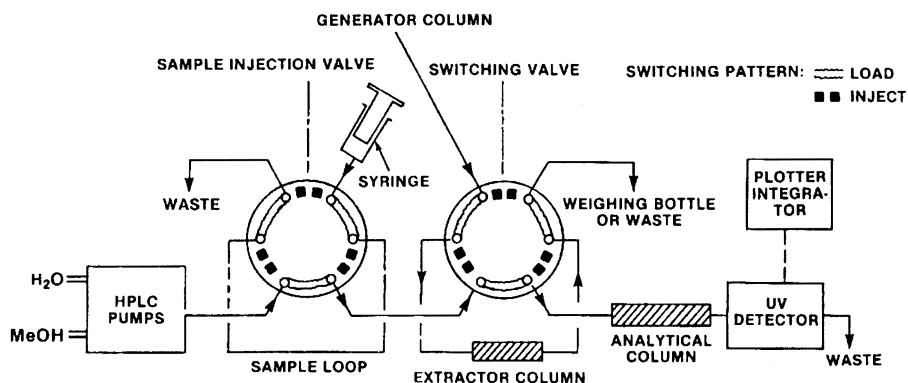 GENERATOR COLUMN
SAMPLE INJECTION VALVE
SWITCHING VALVE
SWITCHING PATTERN:
LOAD
INJECT
SYRINGE
WASTE
WEIGHING BOTTLE
OR WASTE
PLOTTER
INTEGRA-
TOR
H₂O
MeOH
HPLC
PUMPS
SAMPLE LOOP
EXTRACTOR COLUMN
ANALYTICAL
COLUMN
UV
DETECTOR
WASTE